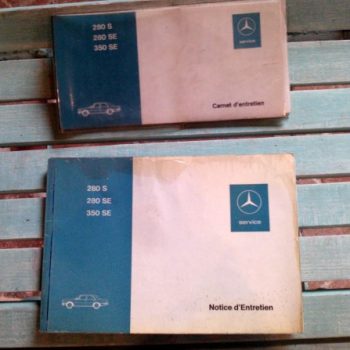 280 S
280 SE
350 SE
service
Carnet d'entretien
280 S
280 SE
350 SE
service
Notice d'Entretien